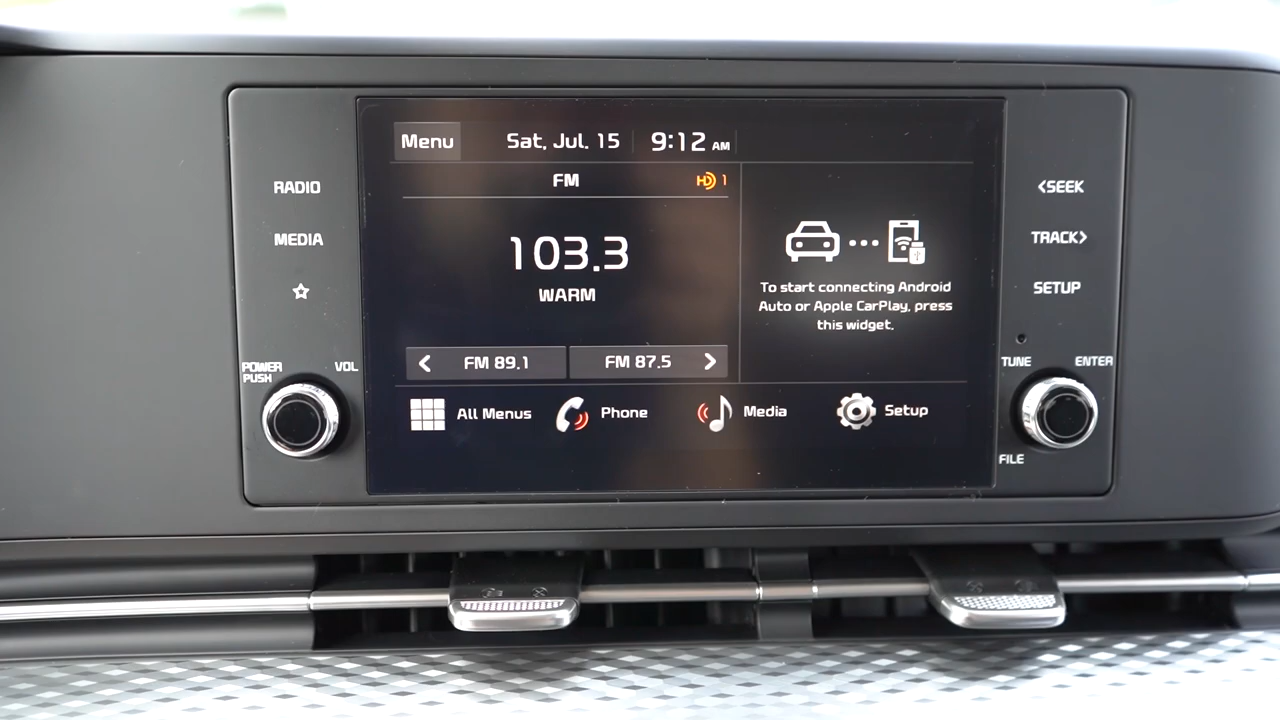 RADIO
MEDIA
POWER
PUSH
VOL
Menu
Sat, Jul. 15
9:12 AM
FM
HD 1
103.3
WARM
FM 89.1
FM 87.5
To start connecting Android
Auto or Apple CarPlay, press
this widget.
All Menus
Phone
Media
Setup
<SEEK
TRACK>
SETUP
TUNE
ENTER
FILE